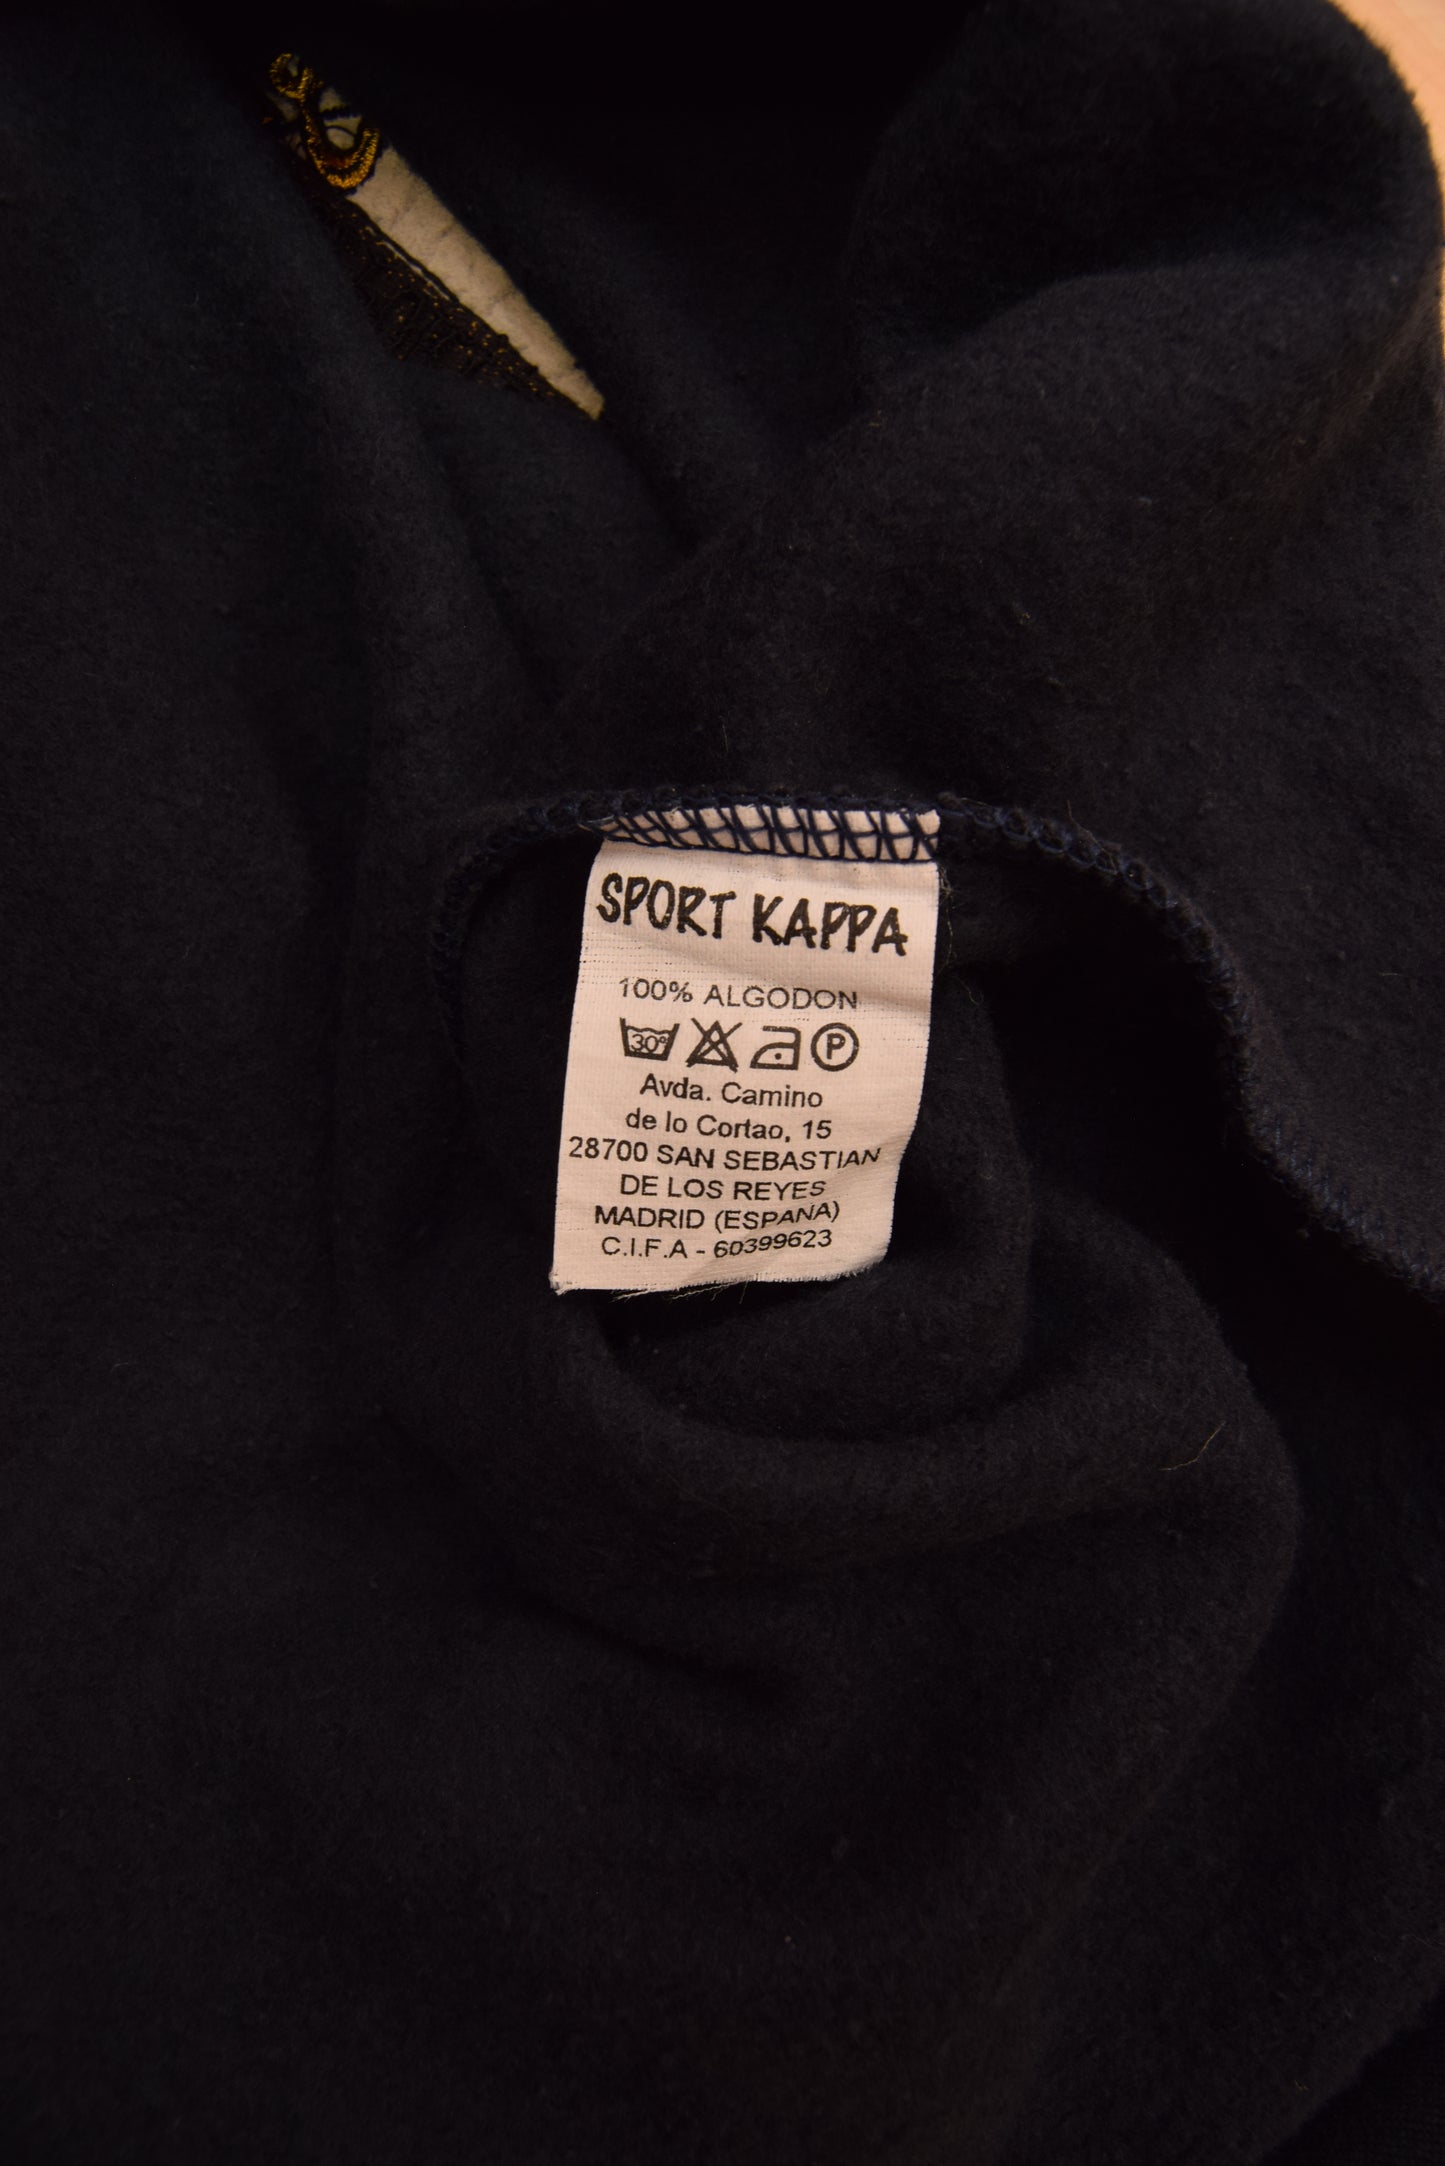 SPORT KAPPA
100% ALGODON
30° P
Avda. Camino
de lo Cortao, 15
28700 SAN SEBASTIAN
DE LOS REYES
MADRID (ESPANA)
C.I.F.A - 60399623